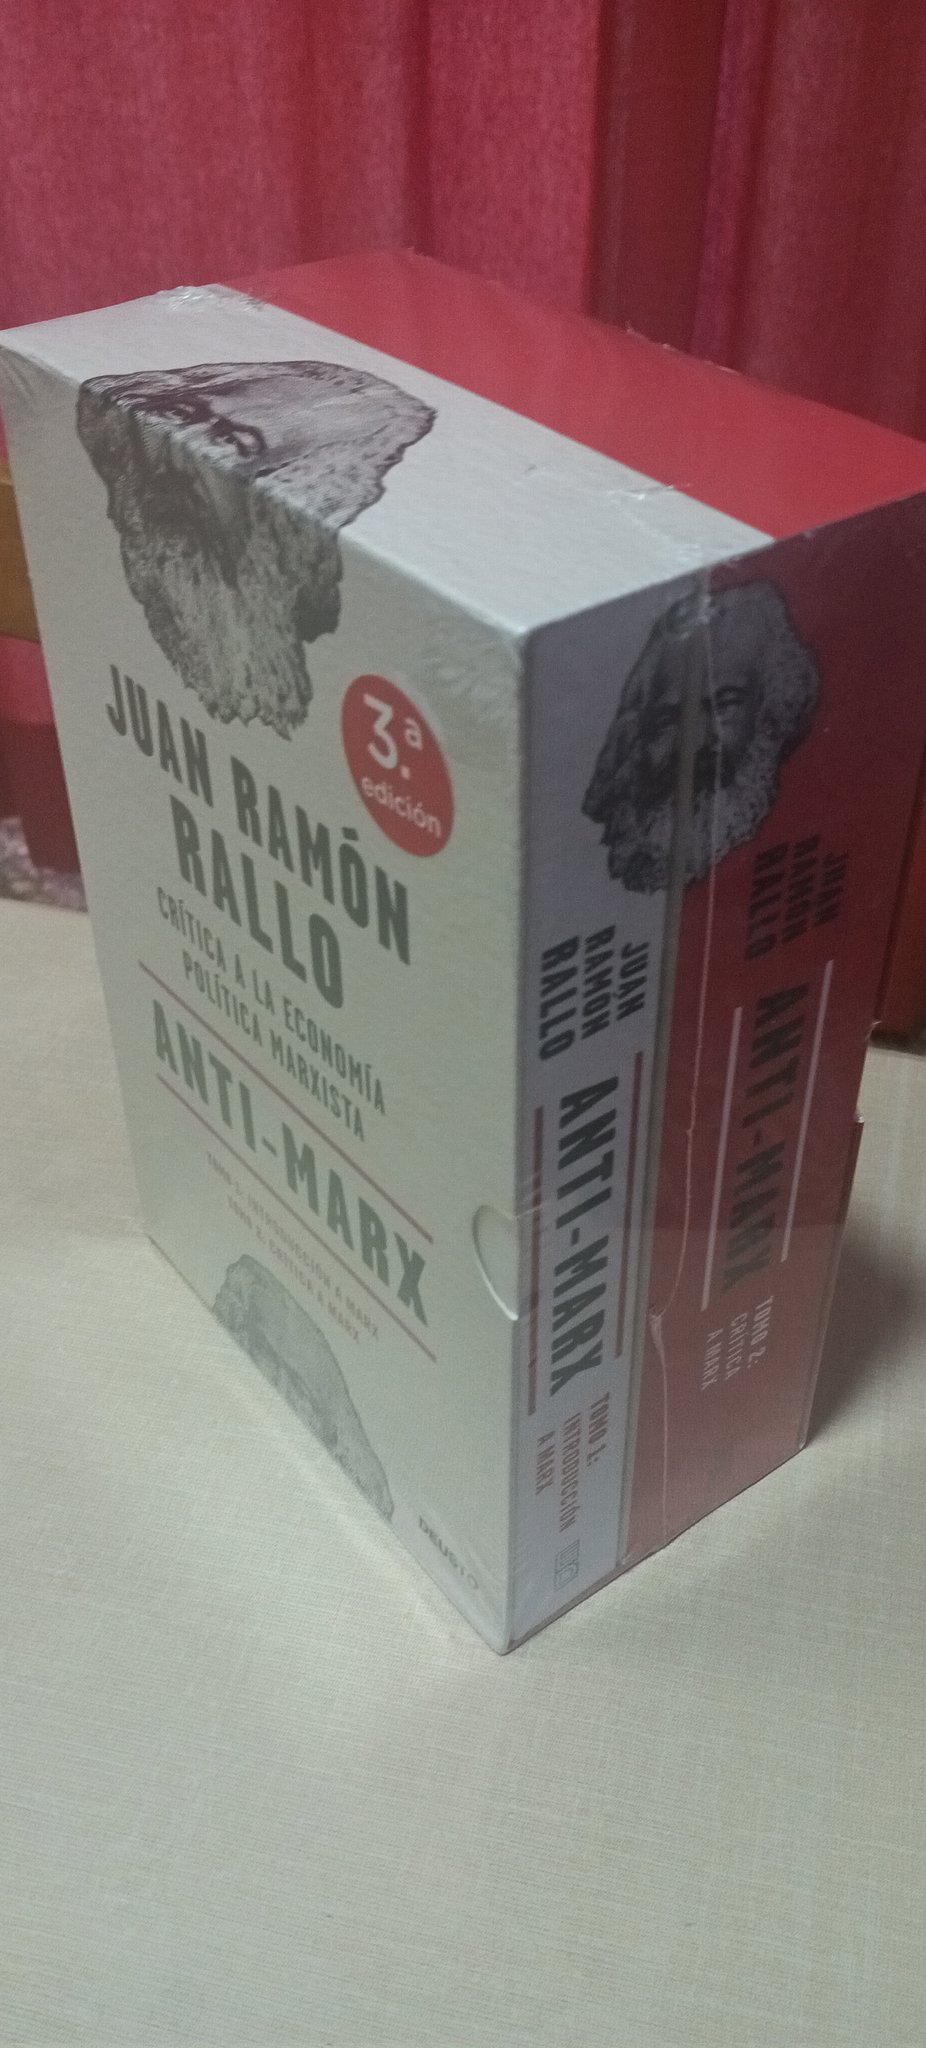 JUAN RAMÓN
RALLO
3.ª
edición
CRÍTICA A LA ECONOMÍA
POLÍTICA MARXISTA
ANTI-MARX
TOMO 1. INTRODUCCIÓN A MARX
TOMO 2. CRÍTICA A MARX
DEUSTO
JUAN
RAMÓN
RALLO
ANTI-MARX
TOMO 1:
INTRODUCCIÓN
A MARX
JUAN
RAMÓN
RALLO
ANTI-MARX
TOMO 2:
CRÍTICA
A MARX